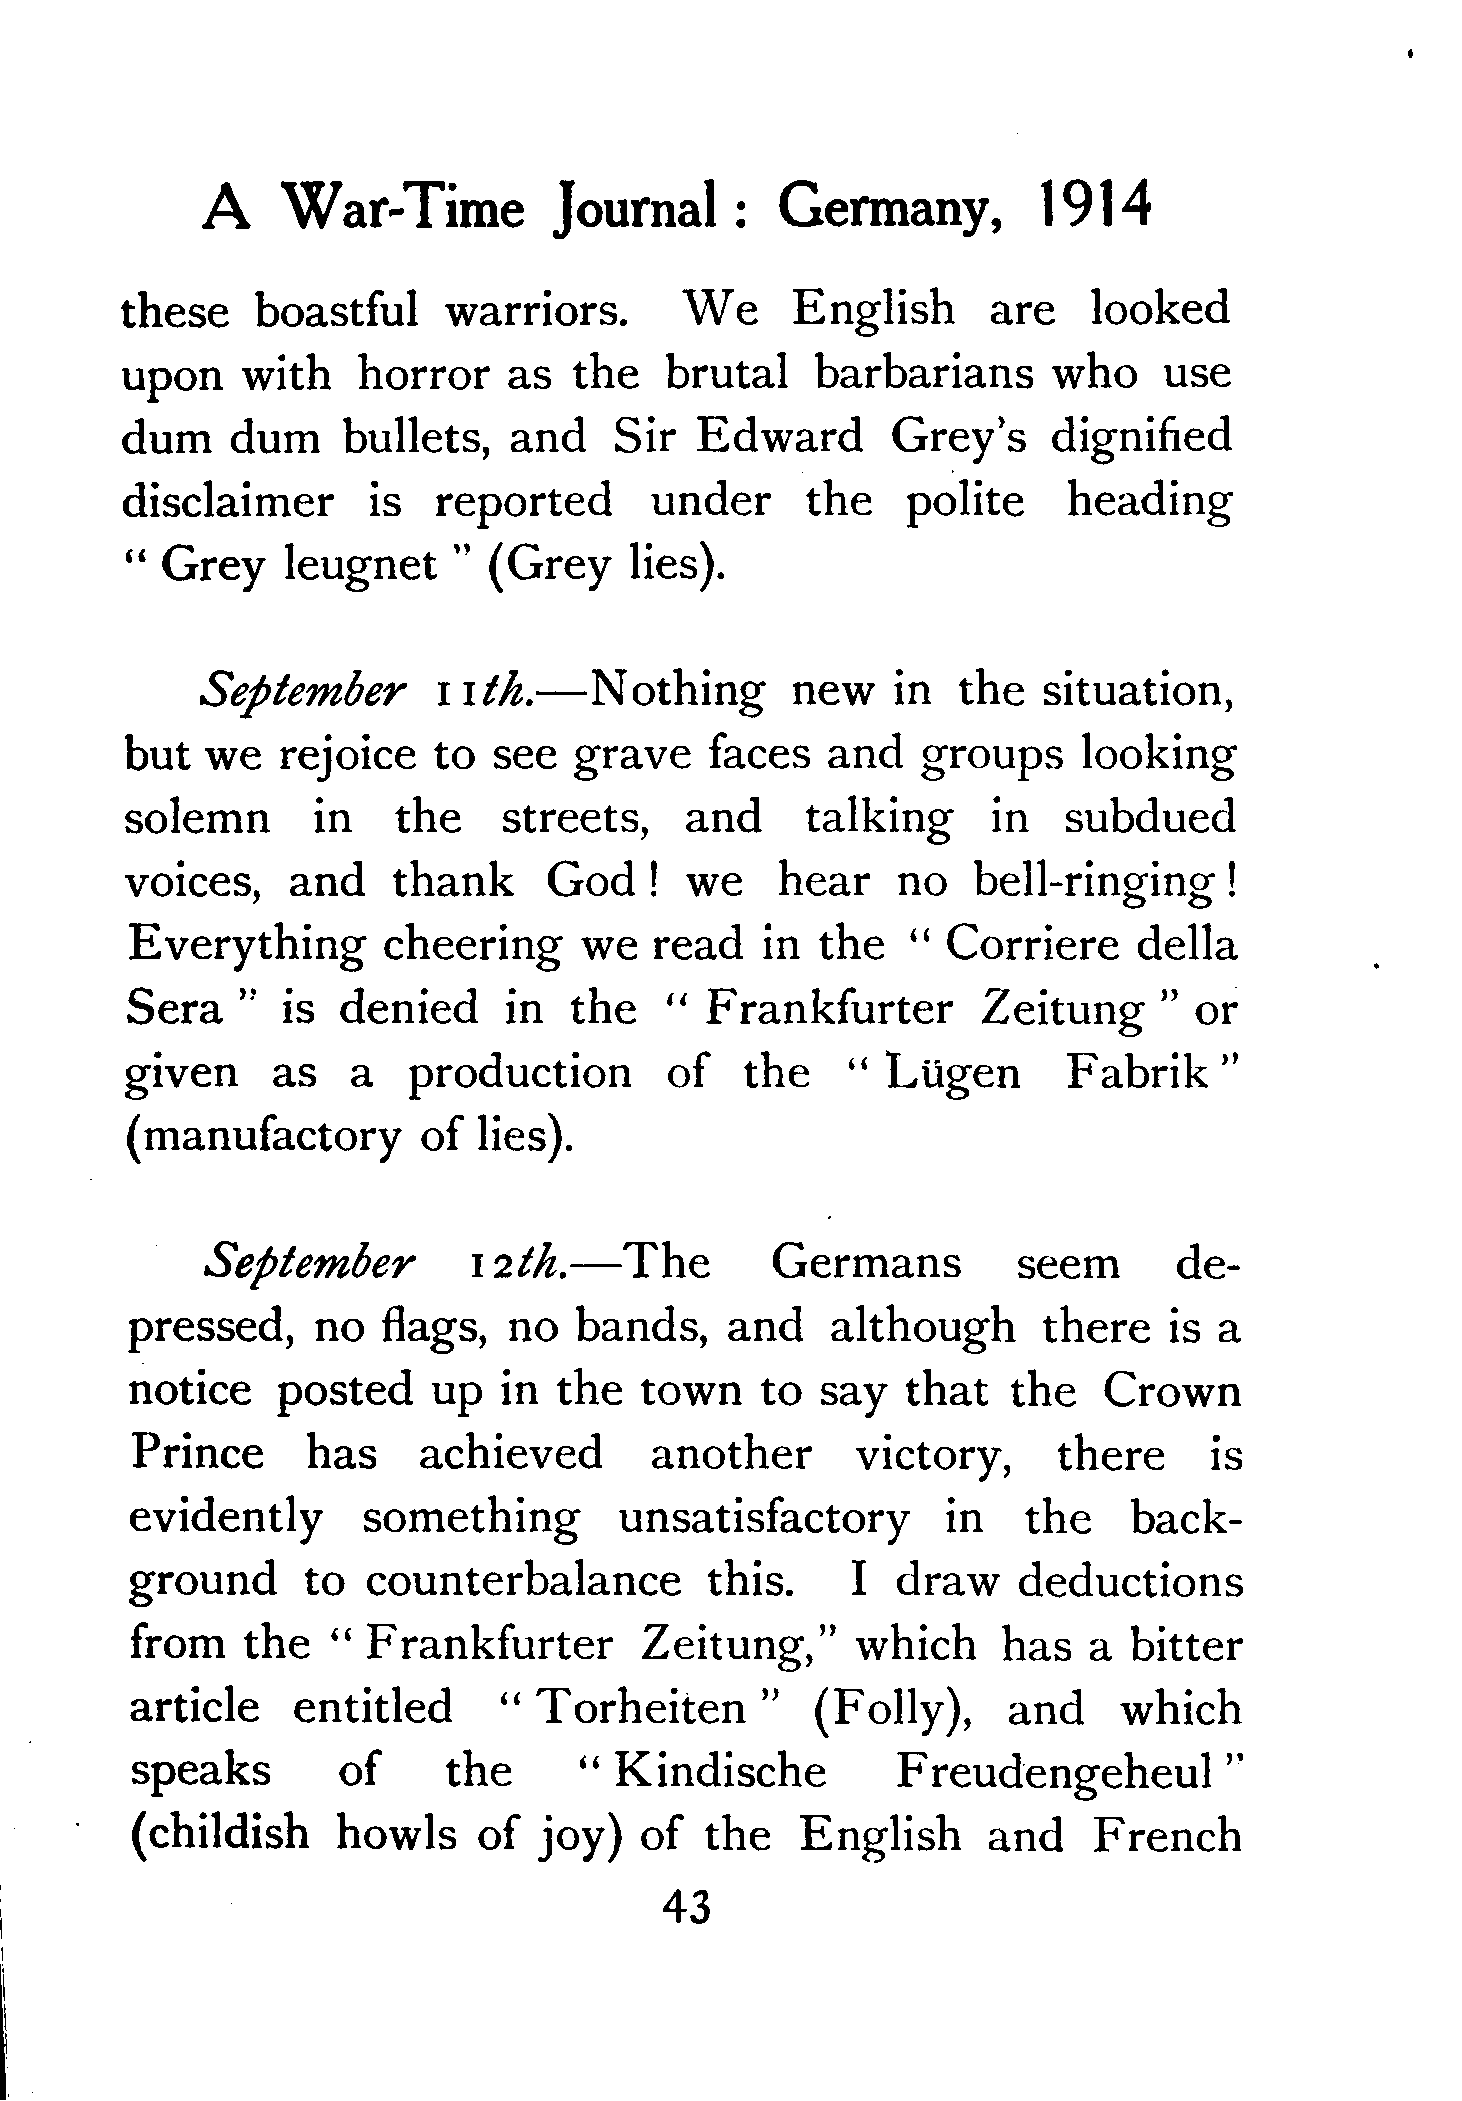 A War-Time Journal : Germany, 1914
these boastful warriors. We English are looked
upon with horror as the brutal barbarians who use
dum dum bullets, and Sir Edward Grey's dignified
disclaimer is reported under the polite heading
“ Grey leugnet ” (Grey lies).
September 11th.—Nothing new in the situation,
but we rejoice to see grave faces and groups looking
solemn in the streets, and talking in subdued
voices, and thank God ! we hear no bell-ringing !
Everything cheering we read in the “ Corriere della
Sera ” is denied in the “ Frankfurter Zeitung ” or
given as a production of the “ Lügen Fabrik ”
(manufactory of lies).
September 12th.—The Germans seem de-
pressed, no flags, no bands, and although there is a
notice posted up in the town to say that the Crown
Prince has achieved another victory, there is
evidently something unsatisfactory in the back-
ground to counterbalance this. I draw deductions
from the “ Frankfurter Zeitung,” which has a bitter
article entitled “ Torheiten ” (Folly), and which
speaks of the “ Kindische Freudengeheul ”
(childish howls of joy) of the English and French
43